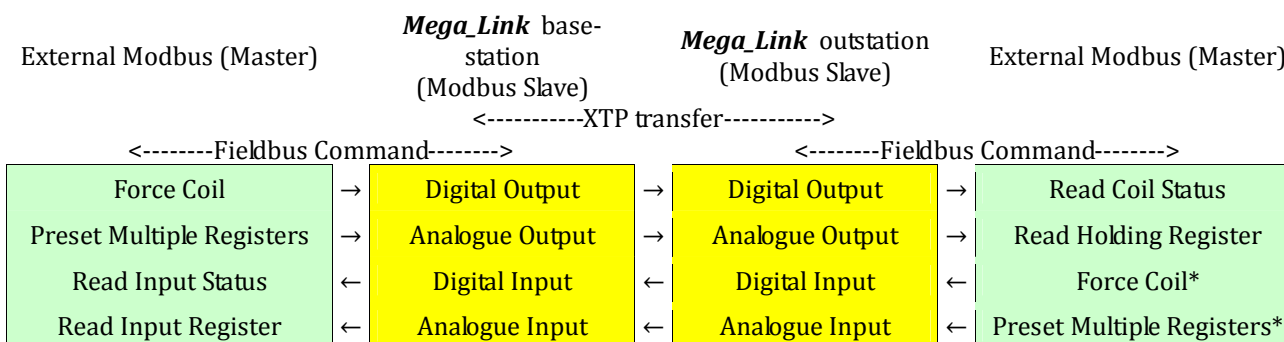 External Modbus (Master) Mega_Link base-station (Modbus Slave) Mega_Link outstation (Modbus Slave) External Modbus (Master)
<-----------XTP transfer----------->
<--------Fieldbus Command--------> <--------Fieldbus Command-------->
Force Coil → Digital Output → Digital Output → Read Coil Status
Preset Multiple Registers → Analogue Output → Analogue Output → Read Holding Register
Read Input Status ← Digital Input ← Digital Input ← Force Coil*
Read Input Register ← Analogue Input ← Analogue Input ← Preset Multiple Registers*